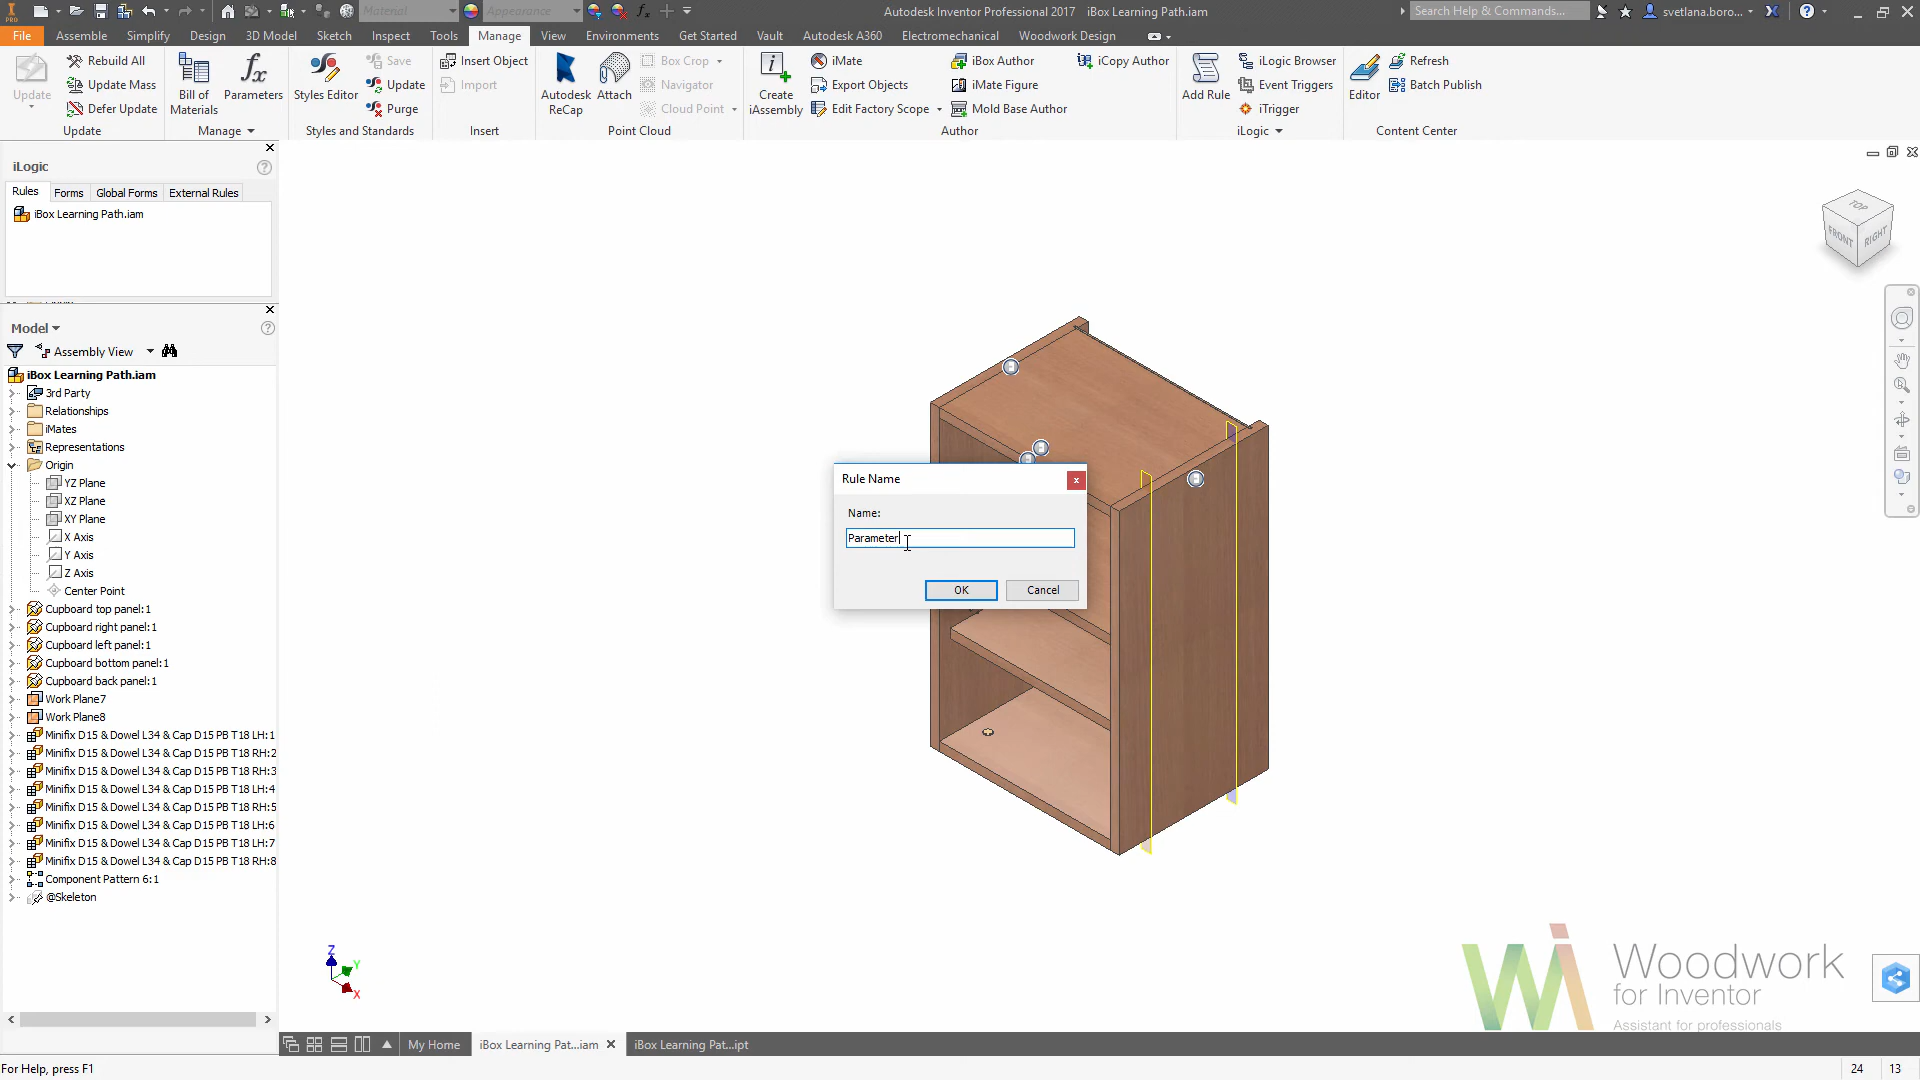 PRO
Material
Appearance
Autodesk Inventor Professional 2017 iBox Learning Path.iam
Search Help & Commands...
svetlana.boro...
File Assemble Simplify Design 3D Model Sketch Inspect Tools Manage View Environments Get Started Vault Autodesk A360 Electromechanical Woodwork Design
Update
Rebuild All
Update Mass
Defer Update
Update
Bill of Materials
Parameters
Manage
Styles Editor
Save
Update
Purge
Styles and Standards
Insert Object
Import
Insert
Autodesk ReCap
Attach
Box Crop
Navigator
Cloud Point
Point Cloud
Create iAssembly
iMate
Export Objects
Edit Factory Scope
iBox Author
iMate Figure
Mold Base Author
iCopy Author
Author
Add Rule
iLogic Browser
Event Triggers
iTrigger
iLogic
Editor
Refresh
Batch Publish
Content Center
iLogic
Rules Forms Global Forms External Rules
iBox Learning Path.iam
Model
Assembly View
iBox Learning Path.iam
3rd Party
Relationships
iMates
Representations
Origin
YZ Plane
XZ Plane
XY Plane
X Axis
Y Axis
Z Axis
Center Point
Cupboard top panel:1
Cupboard right panel:1
Cupboard left panel:1
Cupboard bottom panel:1
Cupboard back panel:1
Work Plane7
Work Plane8
Minifix D15 & Dowel L34 & Cap D15 PB T18 LH:1
Minifix D15 & Dowel L34 & Cap D15 PB T18 RH:2
Minifix D15 & Dowel L34 & Cap D15 PB T18 RH:3
Minifix D15 & Dowel L34 & Cap D15 PB T18 LH:4
Minifix D15 & Dowel L34 & Cap D15 PB T18 RH:5
Minifix D15 & Dowel L34 & Cap D15 PB T18 LH:6
Minifix D15 & Dowel L34 & Cap D15 PB T18 LH:7
Minifix D15 & Dowel L34 & Cap D15 PB T18 RH:8
Component Pattern 6:1
@Skeleton
Rule Name
Name:
Parameter
OK Cancel
TOP
FRONT RIGHT
Z
Y
X
Woodwork
for Inventor
Assistant for professionals
My Home iBox Learning Pat...iam iBox Learning Pat...ipt
For Help, press F1
24 13